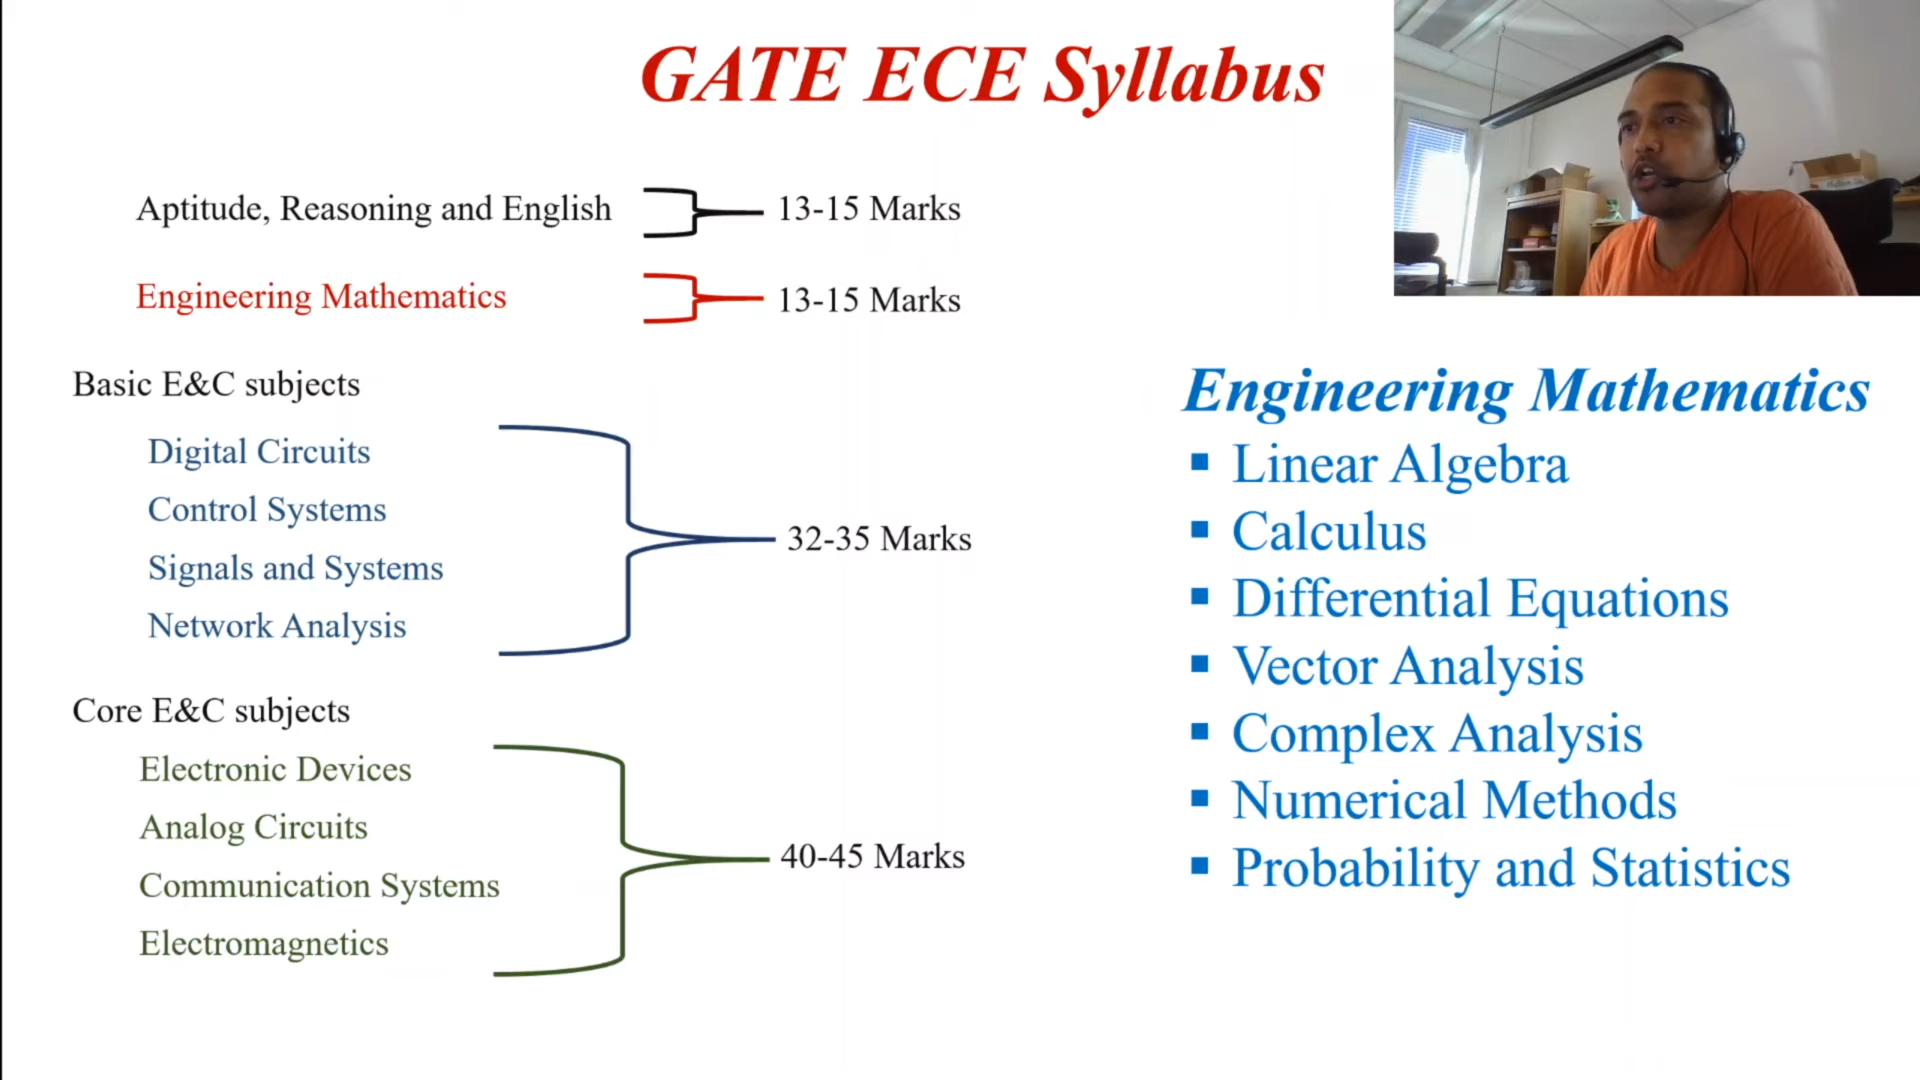 GATE ECE Syllabus
Aptitude, Reasoning and English
13-15 Marks
Engineering Mathematics
13-15 Marks
Basic E&C subjects
Digital Circuits
Control Systems
Signals and Systems
Network Analysis
32-35 Marks
Core E&C subjects
Electronic Devices
Analog Circuits
Communication Systems
Electromagnetics
40-45 Marks
Engineering Mathematics
▪ Linear Algebra
▪ Calculus
▪ Differential Equations
▪ Vector Analysis
▪ Complex Analysis
▪ Numerical Methods
▪ Probability and Statistics